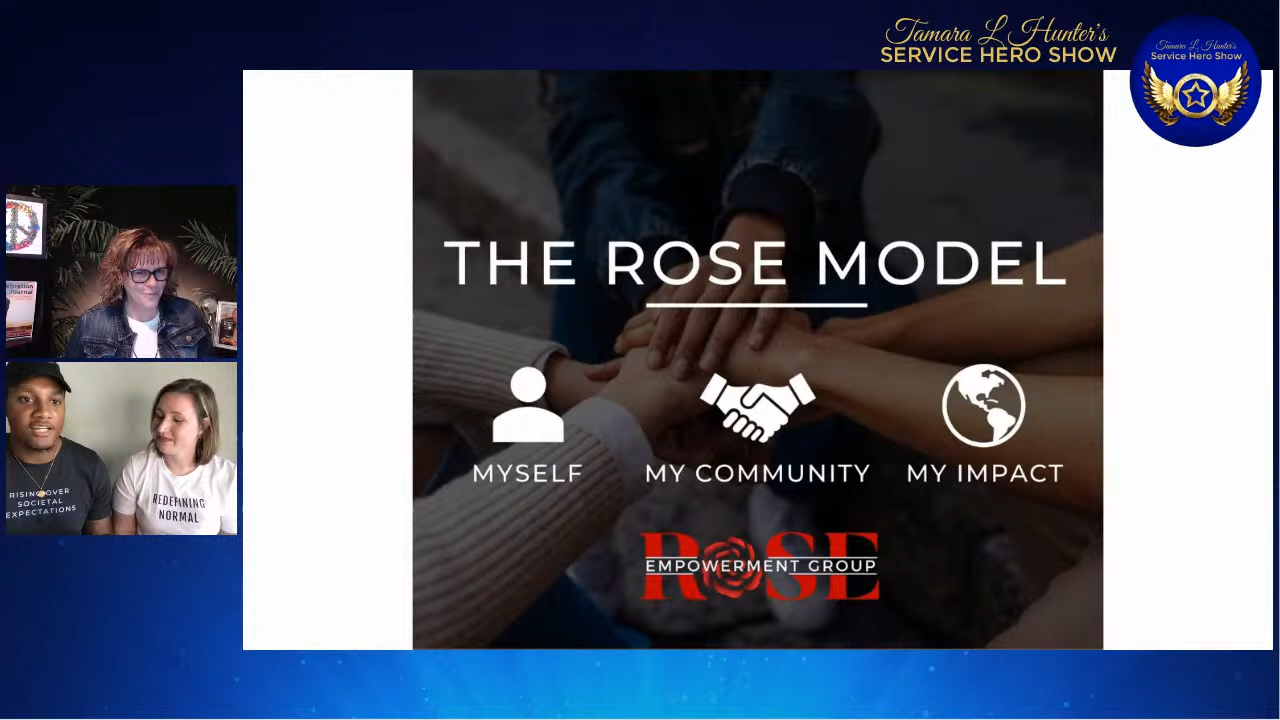 Tamara L Hunter's
SERVICE HERO SHOW
Tamara L. Hunter's
Service Hero Show
THE ROSE MODEL
MYSELF
MY COMMUNITY
MY IMPACT
ROSE
EMPOWERMENT GROUP
Journal
RISING OVER
SOCIETAL
EXPECTATIONS
REDEFINING
NORMAL